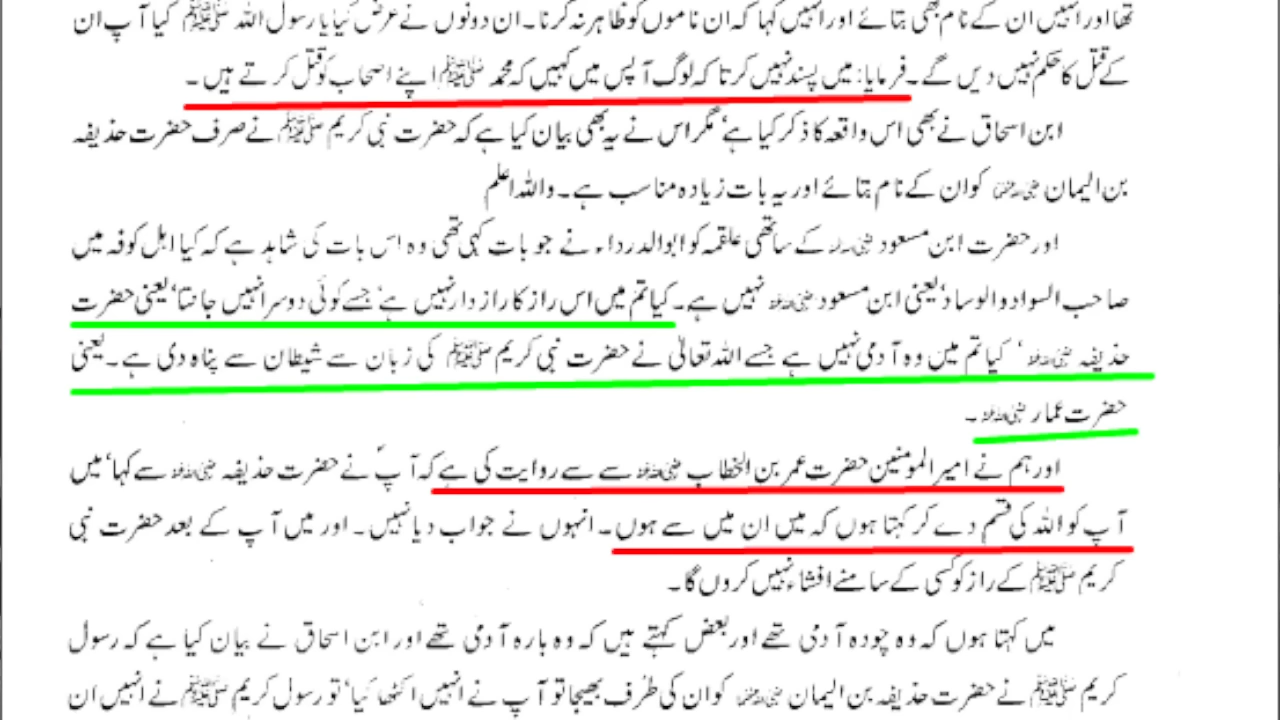 تھا اور انہیں ان کے نام بھی بتائے اور انہیں کہا کہ ان ناموں کو ظاہر نہ کرنا۔ ان دونوں نے عرض کیا یا رسول اللہ ﷺ کیا آپ ان
کے قتل کا حکم نہیں دیں گے۔ فرمایا: میں پسند نہیں کرتا کہ لوگ آپس میں کہیں کہ محمد ﷺ اپنے اصحاب کو قتل کرتے ہیں۔
ابن اسحاق نے بھی اس واقعہ کا ذکر کیا ہے‘ مگر اس نے یہ بھی بیان کیا ہے کہ حضرت نبی کریم ﷺ نے صرف حضرت حذیفہ
بن الیمان رضی اللہ عنہ کو ان کے نام بتائے اور یہ بات زیادہ مناسب ہے۔ واللہ اعلم
اور حضرت ابن مسعود رضی اللہ عنہ کے ساتھی علقمہ کو ابوالدرداء نے جو بات کہی تھی وہ اس بات کی شاہد ہے کہ کیا اہل کوفہ میں
صاحب السواد والوساد‘ یعنی ابن مسعود رضی اللہ عنہ نہیں ہے۔ کیا تم میں اس راز کا راز دار نہیں ہے‘ جسے کوئی دوسرا نہیں جانتا‘ یعنی حضرت
حذیفہ رضی اللہ عنہ‘ کیا تم میں وہ آدمی نہیں ہے جسے اللہ تعالیٰ نے حضرت نبی کریم ﷺ کی زبان سے شیطان سے پناہ دی ہے۔ یعنی
حضرت عمار رضی اللہ عنہ۔
اور ہم نے امیر المومنین حضرت عمر بن الخطاب رضی اللہ عنہ سے سے روایت کی ہے کہ آپؓ نے حضرت حذیفہ رضی اللہ عنہ سے کہا‘ میں
آپ کو اللہ کی قسم دے کر کہتا ہوں کہ میں ان میں سے ہوں۔ انہوں نے جواب دیا نہیں۔ اور میں آپ کے بعد حضرت نبی
کریم ﷺ کے راز کو کسی کے سامنے افشاء نہیں کروں گا۔
میں کہتا ہوں کہ وہ چودہ آدمی تھے اور بعض کہتے ہیں کہ وہ بارہ آدمی تھے اور ابن اسحاق نے بیان کیا ہے کہ رسول
کریم ﷺ نے حضرت حذیفہ بن الیمان رضی اللہ عنہ کو ان کی طرف بھیجا تو آپ نے انہیں اکٹھا کیا‘ تو رسول کریم ﷺ نے انہیں ان